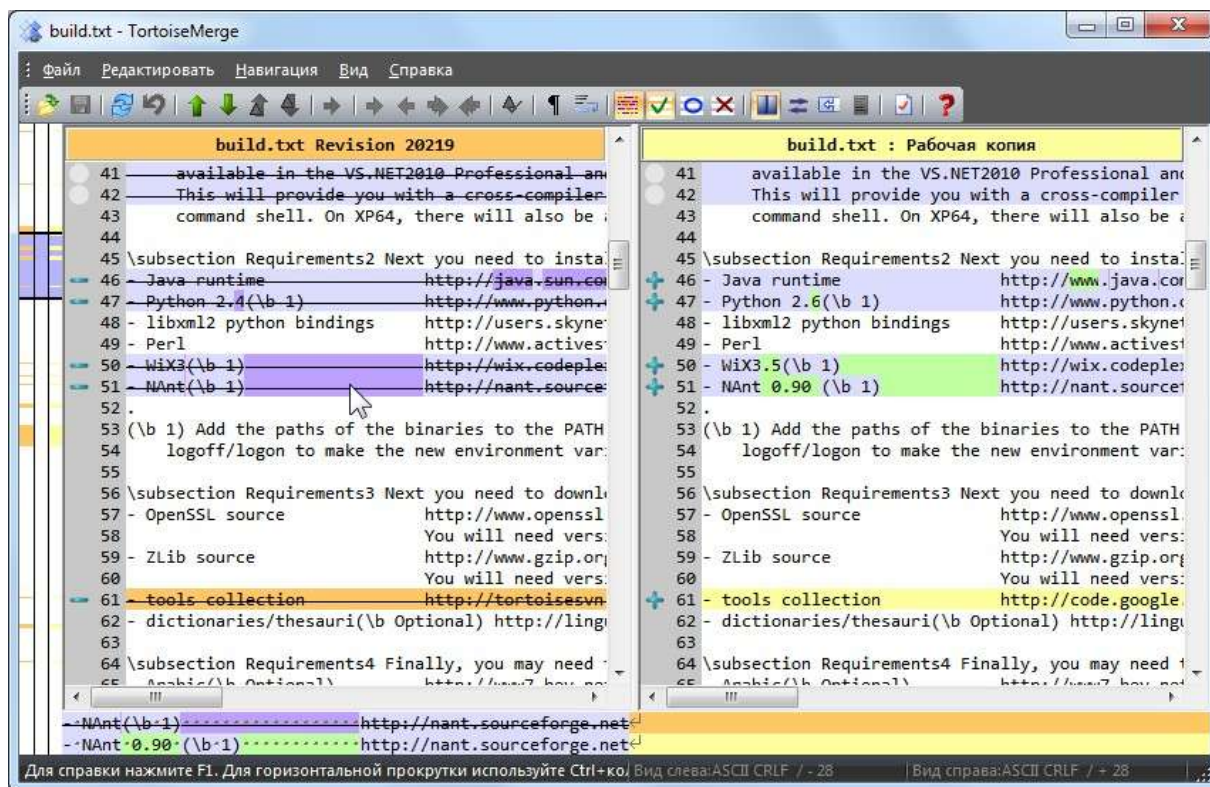 build.txt - TortoiseMerge
Файл Редактировать Навигация Вид Справка
build.txt Revision 20219
41 available in the VS.NET2010 Professional and
42 This will provide you with a cross-compiler
43 command shell. On XP64, there will also be
44
45 \subsection Requirements2 Next you need to instal
46 - Java runtime http://java.sun.co
47 - Python 2.4(\b 1) http://www.python.
48 - libxml2 python bindings http://users.skyne
49 - Perl http://www.actives
50 - WiX3(\b 1) http://wix.codeple
51 - NAnt(\b 1) http://nant.source
52 .
53 (\b 1) Add the paths of the binaries to the PATH
54 logoff/logon to make the new environment var
55
56 \subsection Requirements3 Next you need to downl
57 - OpenSSL source http://www.openssl
58 You will need vers
59 - ZLib source http://www.gzip.or
60 You will need vers
61 - tools collection http://tortoisesvn
62 - dictionaries/thesauri(\b Optional) http://ling
63
64 \subsection Requirements4 Finally, you may need
build.txt : Рабочая копия
41 available in the VS.NET2010 Professional and
42 This will provide you with a cross-compiler
43 command shell. On XP64, there will also be a
44
45 \subsection Requirements2 Next you need to instal
46 - Java runtime http://www.java.com
47 - Python 2.6(\b 1) http://www.python.o
48 - libxml2 python bindings http://users.skynet
49 - Perl http://www.activest
50 - WiX3.5(\b 1) http://wix.codeplex
51 - NAnt 0.90 (\b 1) http://nant.sourcef
52 .
53 (\b 1) Add the paths of the binaries to the PATH
54 logoff/logon to make the new environment var
55
56 \subsection Requirements3 Next you need to downlo
57 - OpenSSL source http://www.openssl.
58 You will need vers
59 - ZLib source http://www.gzip.org
60 You will need vers
61 - tools collection http://code.google.
62 - dictionaries/thesauri(\b Optional) http://lingu
63
64 \subsection Requirements4 Finally, you may need t
- NAnt(\b 1) http://nant.sourceforge.net
- NAnt 0.90 (\b 1) http://nant.sourceforge.net
Для справки нажмите F1. Для горизонтальной прокрутки используйте Ctrl+ко Вид слева:ASCII CRLF / - 28 Вид справа:ASCII CRLF / + 28